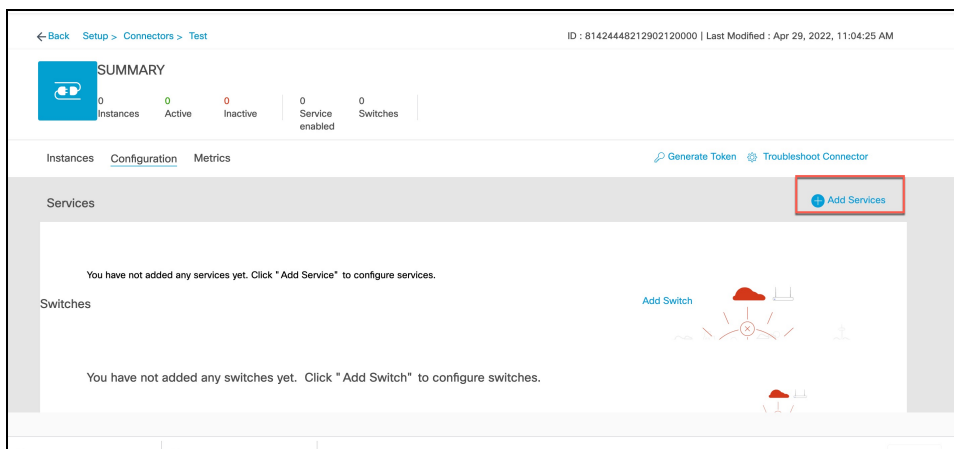 Back Setup > Connectors > Test
ID : 81424448212902120000 | Last Modified : Apr 29, 2022, 11:04:25 AM
SUMMARY
0 0 0 0 0
Instances Active Inactive Service enabled Switches
Instances Configuration Metrics
Generate Token Troubleshoot Connector
Services
Add Services
You have not added any services yet. Click "Add Service" to configure services.
Switches
Add Switch
You have not added any switches yet. Click "Add Switch" to configure switches.